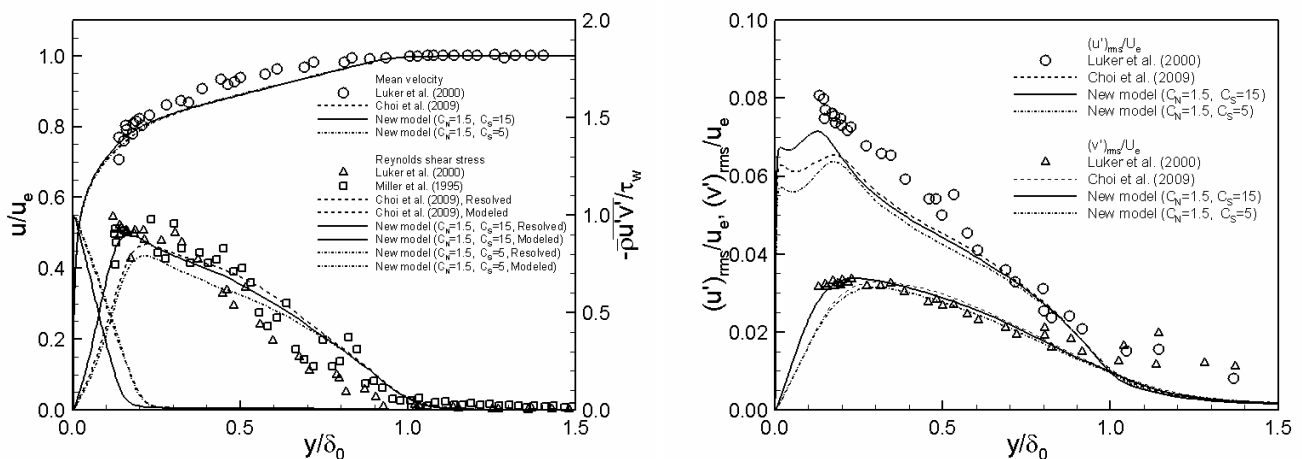 2.0
1.5
1.0
0.5
0.0
1.0
0.8
0.6
0.4
0.2
0.0
u/uₑ
-ρ̅u'v'/τ_w
Mean velocity
Luker et al. (2000)
Choi et al. (2009)
New model (C_N=1.5, C_S=15)
New model (C_N=1.5, C_S=5)
Reynolds shear stress
Luker et al. (2000)
Miller et al. (1995)
Choi et al. (2009), Resolved
Choi et al. (2009), Modeled
New model (C_N=1.5, C_S=15, Resolved)
New model (C_N=1.5, C_S=15, Modeled)
New model (C_N=1.5, C_S=5, Resolved)
New model (C_N=1.5, C_S=5, Modeled)
0.0 0.5 1.0 1.5
y/δ₀
0.10
0.08
0.06
0.04
0.02
0.00
(u')_rms/uₑ, (v')_rms/uₑ
(u')_rms/Uₑ
Luker et al. (2000)
Choi et al. (2009)
New model (C_N=1.5, C_S=15)
New model (C_N=1.5, C_S=5)
(v')_rms/Uₑ
Luker et al. (2000)
Choi et al. (2009)
New model (C_N=1.5, C_S=15)
New model (C_N=1.5, C_S=5)
0.0 0.5 1.0 1.5
y/δ₀